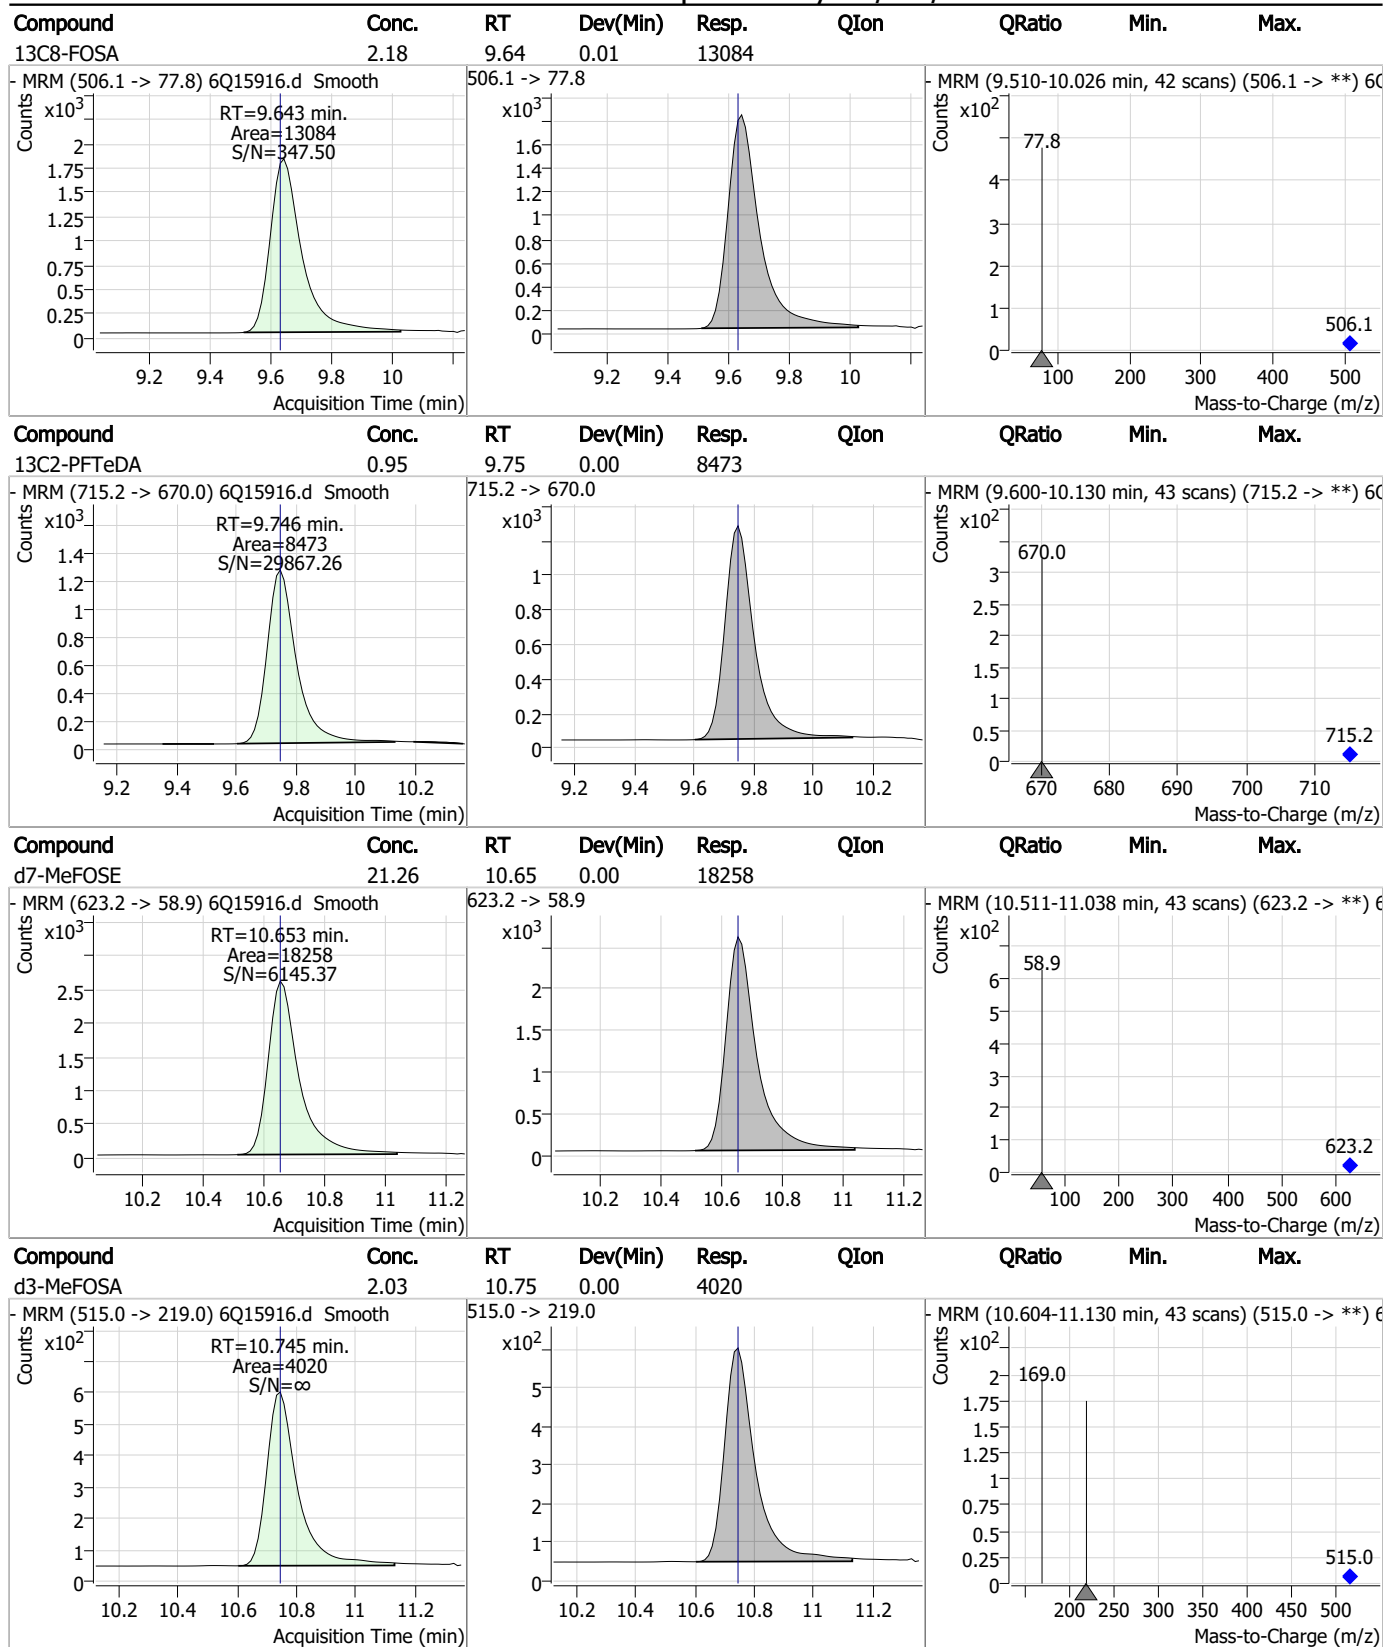 Compound Conc. RT Dev(Min) Resp. QIon QRatio Min. Max.
13C8-FOSA 2.18 9.64 0.01 13084
- MRM (506.1 -> 77.8) 6Q15916.d Smooth
Counts
x10³
RT=9.643 min.
Area=13084
S/N=347.50
2
1.75
1.5
1.25
1
0.75
0.5
0.25
0
9.2 9.4 9.6 9.8 10
Acquisition Time (min)
506.1 -> 77.8
x10³
1.6
1.4
1.2
1
0.8
0.6
0.4
0.2
0
9.2 9.4 9.6 9.8 10
- MRM (9.510-10.026 min, 42 scans) (506.1 -> **)
Counts
x10²
77.8
4
3
2
1
0
506.1
100 200 300 400 500
Mass-to-Charge (m/z)
Compound Conc. RT Dev(Min) Resp. QIon QRatio Min. Max.
13C2-PFTeDA 0.95 9.75 0.00 8473
- MRM (715.2 -> 670.0) 6Q15916.d Smooth
Counts
x10³
RT=9.746 min.
Area=8473
S/N=29867.26
1.4
1.2
1
0.8
0.6
0.4
0.2
0
9.2 9.4 9.6 9.8 10 10.2
Acquisition Time (min)
715.2 -> 670.0
x10³
1
0.8
0.6
0.4
0.2
0
9.2 9.4 9.6 9.8 10 10.2
- MRM (9.600-10.130 min, 43 scans) (715.2 -> **)
Counts
x10²
670.0
3
2.5
2
1.5
1
0.5
0
715.2
670 680 690 700 710
Mass-to-Charge (m/z)
Compound Conc. RT Dev(Min) Resp. QIon QRatio Min. Max.
d7-MeFOSE 21.26 10.65 0.00 18258
- MRM (623.2 -> 58.9) 6Q15916.d Smooth
Counts
x10³
RT=10.653 min.
Area=18258
S/N=6145.37
2.5
2
1.5
1
0.5
0
10.2 10.4 10.6 10.8 11 11.2
Acquisition Time (min)
623.2 -> 58.9
x10³
2
1.5
1
0.5
0
10.2 10.4 10.6 10.8 11 11.2
- MRM (10.511-11.038 min, 43 scans) (623.2 -> **) 6
Counts
x10²
58.9
6
5
4
3
2
1
0
623.2
100 200 300 400 500 600
Mass-to-Charge (m/z)
Compound Conc. RT Dev(Min) Resp. QIon QRatio Min. Max.
d3-MeFOSA 2.03 10.75 0.00 4020
- MRM (515.0 -> 219.0) 6Q15916.d Smooth
Counts
x10²
RT=10.745 min.
Area=4020
S/N=∞
6
5
4
3
2
1
0
10.2 10.4 10.6 10.8 11 11.2
Acquisition Time (min)
515.0 -> 219.0
x10²
5
4
3
2
1
0
10.2 10.4 10.6 10.8 11 11.2
- MRM (10.604-11.130 min, 43 scans) (515.0 -> **) 6
Counts
x10²
169.0
2
1.75
1.5
1.25
1
0.75
0.5
0.25
0
515.0
200 250 300 350 400 450 500
Mass-to-Charge (m/z)